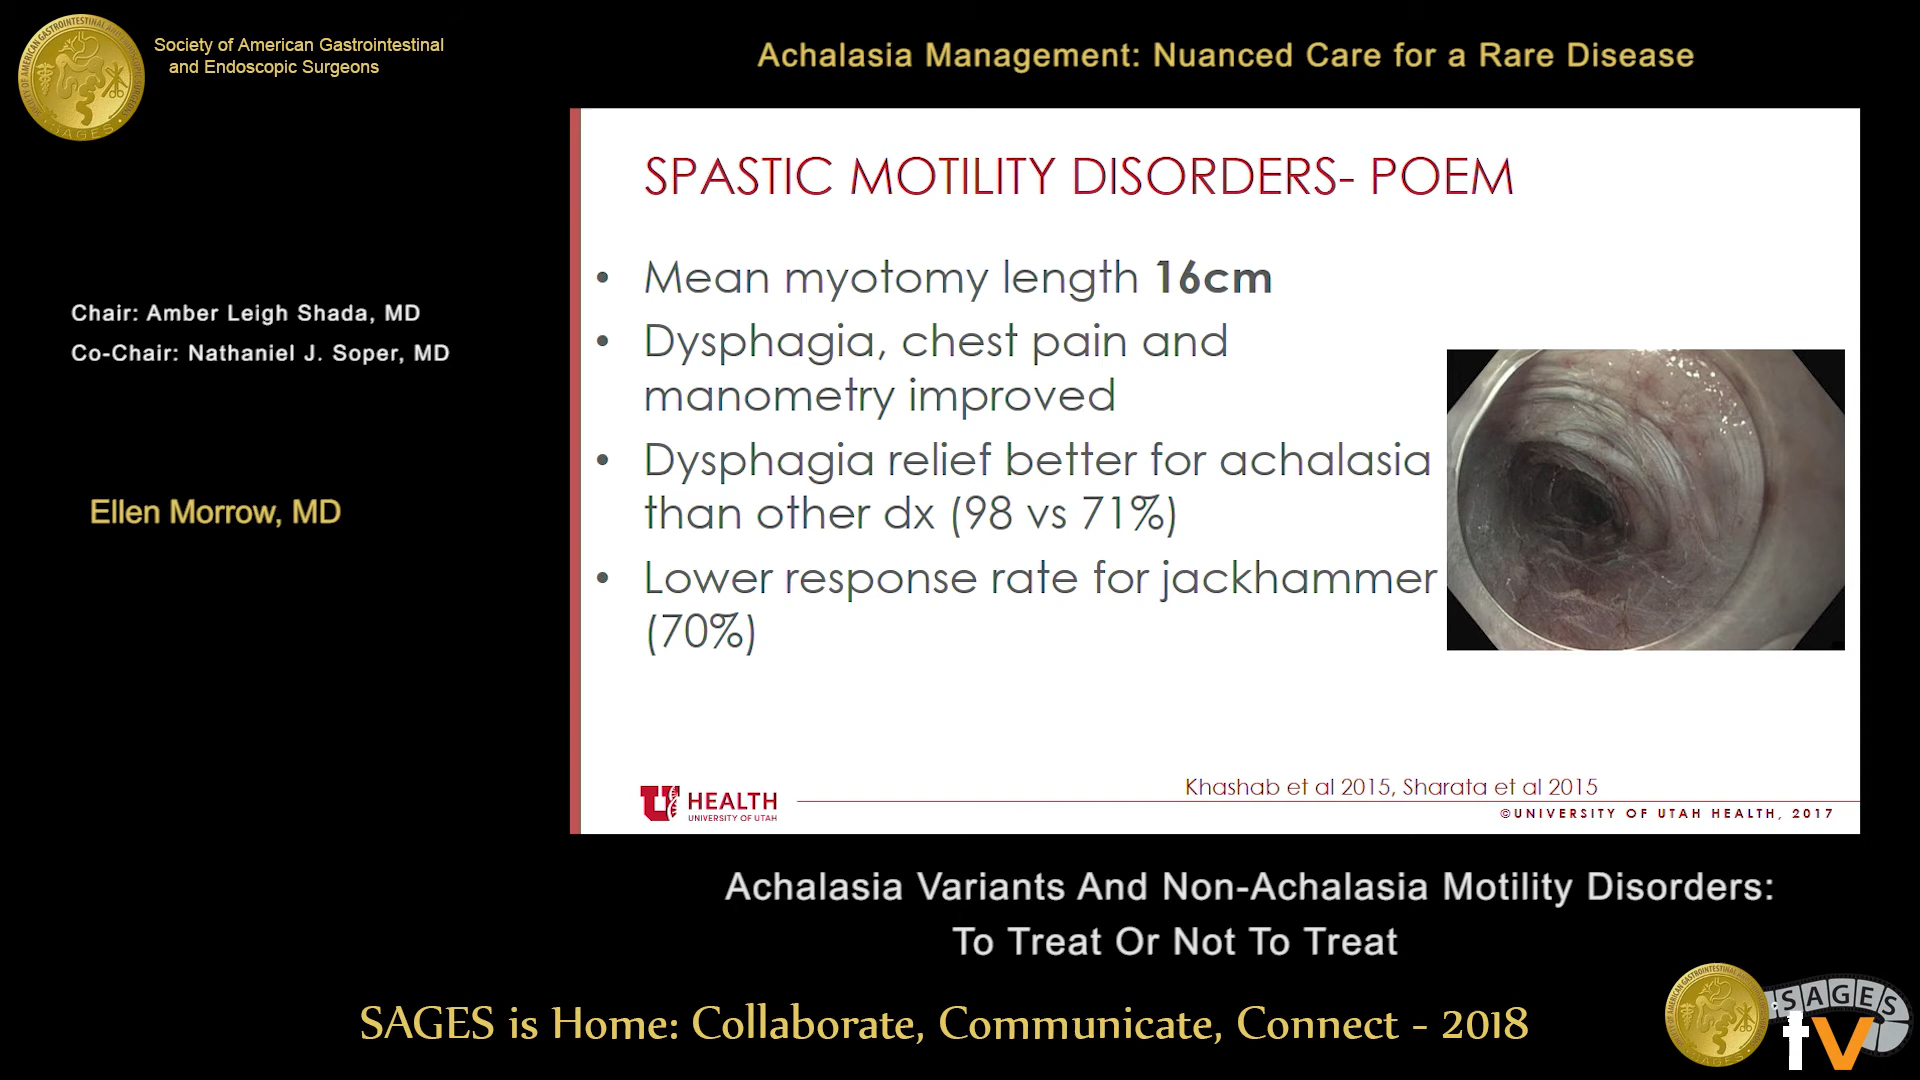 Society of American Gastrointestinal
and Endoscopic Surgeons
Achalasia Management: Nuanced Care for a Rare Disease
Chair: Amber Leigh Shada, MD
Co-Chair: Nathaniel J. Soper, MD
Ellen Morrow, MD
SPASTIC MOTILITY DISORDERS- POEM
• Mean myotomy length 16cm
• Dysphagia, chest pain and
manometry improved
• Dysphagia relief better for achalasia
than other dx (98 vs 71%)
• Lower response rate for jackhammer
(70%)
Khashab et al 2015, Sharata et al 2015
U HEALTH
UNIVERSITY OF UTAH
©UNIVERSITY OF UTAH HEALTH, 2017
Achalasia Variants And Non-Achalasia Motility Disorders:
To Treat Or Not To Treat
SAGES is Home: Collaborate, Communicate, Connect - 2018
SAGES
tv